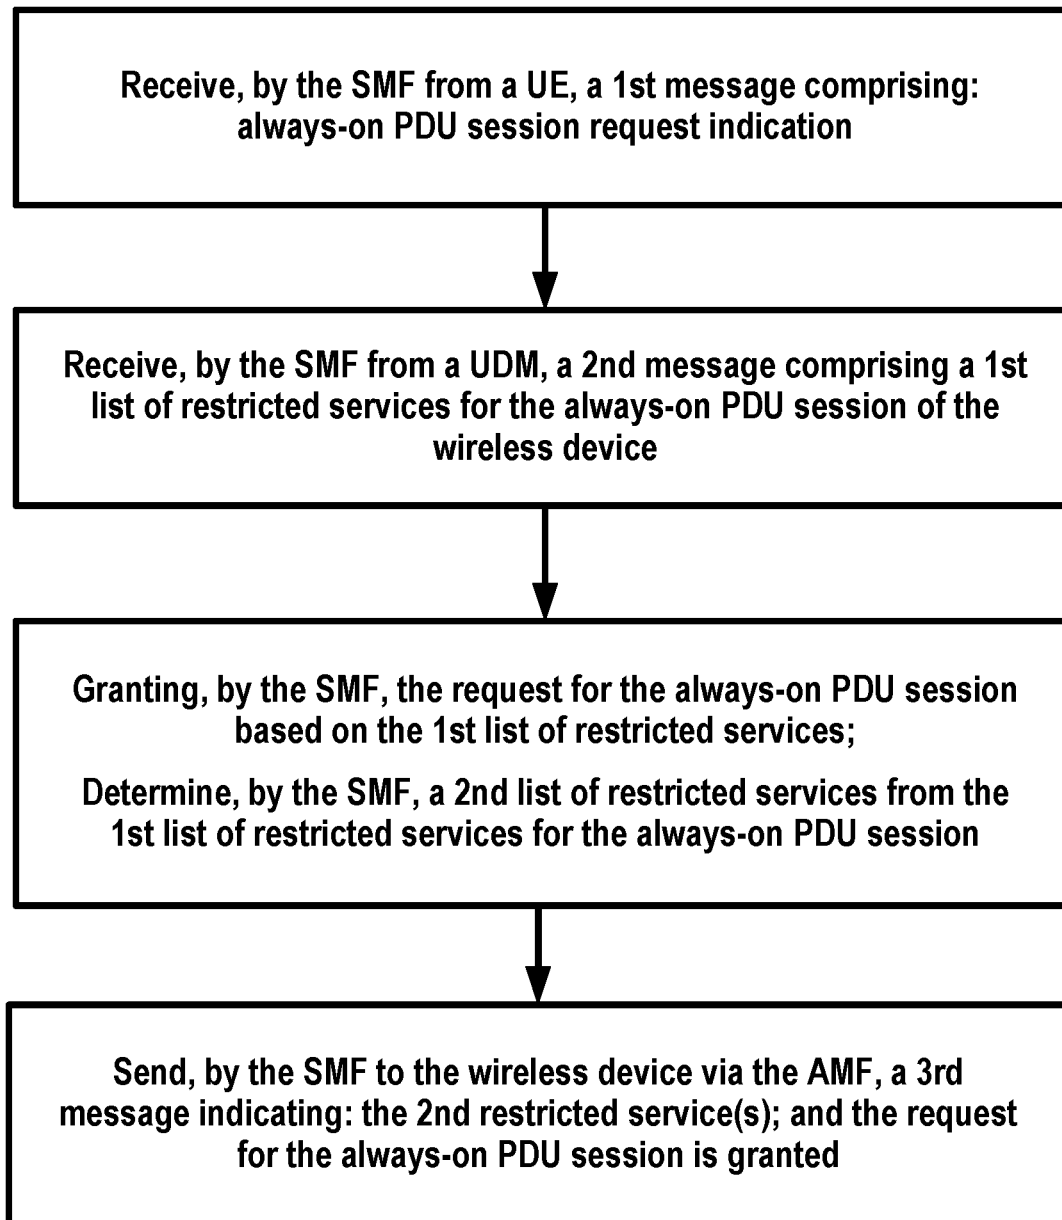 Receive, by the SMF from a UE, a 1st message comprising:
always-on PDU session request indication
Receive, by the SMF from a UDM, a 2nd message comprising a 1st
list of restricted services for the always-on PDU session of the
wireless device
Granting, by the SMF, the request for the always-on PDU session
based on the 1st list of restricted services;
Determine, by the SMF, a 2nd list of restricted services from the
1st list of restricted services for the always-on PDU session
Send, by the SMF to the wireless device via the AMF, a 3rd
message indicating: the 2nd restricted service(s); and the request
for the always-on PDU session is granted